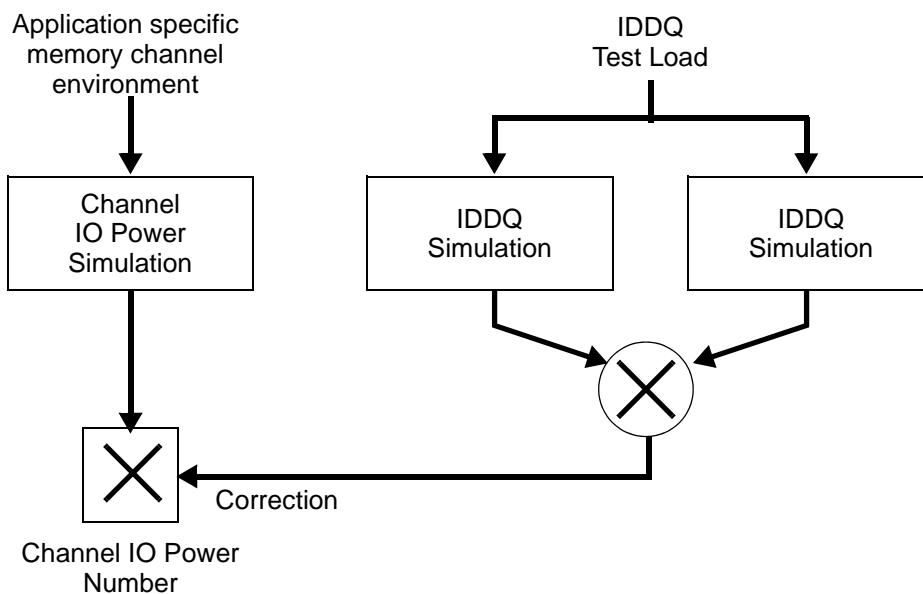 Application specific
memory channel
environment
IDDQ
Test Load
Channel
IO Power
Simulation
IDDQ
Simulation
IDDQ
Simulation
Correction
Channel IO Power
Number